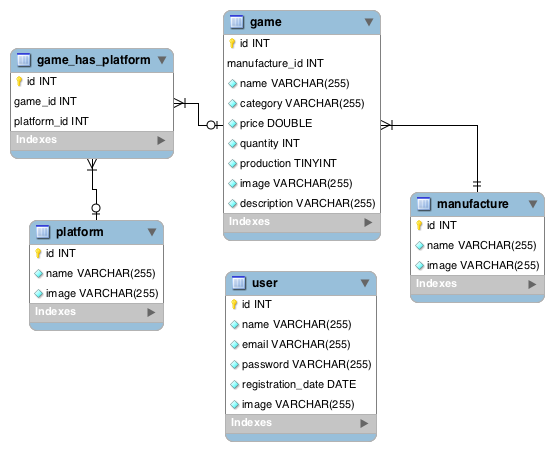 game_has_platform
id INT
game_id INT
platform_id INT
Indexes
game
id INT
manufacture_id INT
name VARCHAR(255)
category VARCHAR(255)
price DOUBLE
quantity INT
production TINYINT
image VARCHAR(255)
description VARCHAR(255)
Indexes
platform
id INT
name VARCHAR(255)
image VARCHAR(255)
Indexes
manufacture
id INT
name VARCHAR(255)
image VARCHAR(255)
Indexes
user
id INT
name VARCHAR(255)
email VARCHAR(255)
password VARCHAR(255)
registration_date DATE
image VARCHAR(255)
Indexes